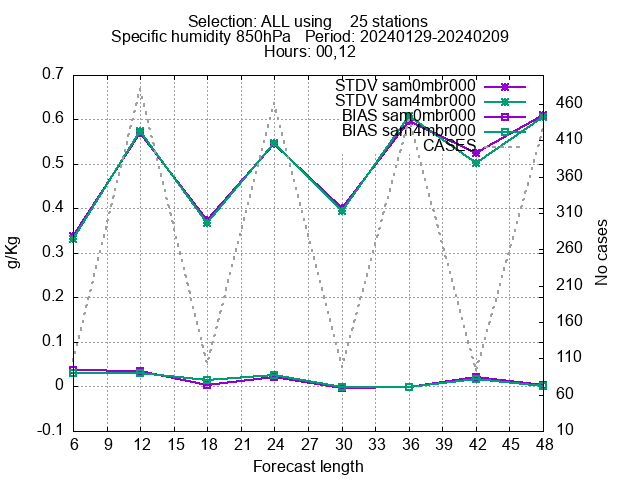 Selection: ALL using 25 stations
Specific humidity 850hPa Period: 20240129-20240209
Hours: 00,12
STDV sam0mbr000
STDV sam4mbr000
BIAS sam0mbr000
BIAS sam4mbr000
CASES
0.7
0.6
0.5
0.4
0.3
0.2
0.1
0
-0.1
g/Kg
460
410
360
310
260
210
160
110
60
10
No cases
6 9 12 15 18 21 24 27 30 33 36 39 42 45 48
Forecast length